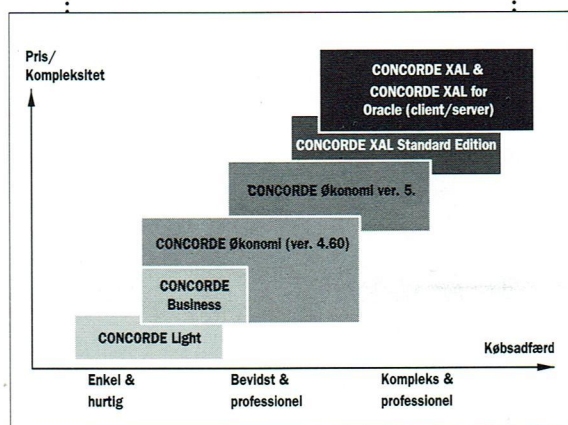 Pris/
Kompleksitet
CONCORDE XAL &
CONCORDE XAL for
Oracle (client/server)
CONCORDE XAL Standard Edition
CONCORDE Økonomi ver. 5.
CONCORDE Økonomi (ver. 4.60)
CONCORDE
Business
CONCORDE Light
Købsadfærd
Enkel &
hurtig
Bevidst &
professionel
Kompleks &
professionel